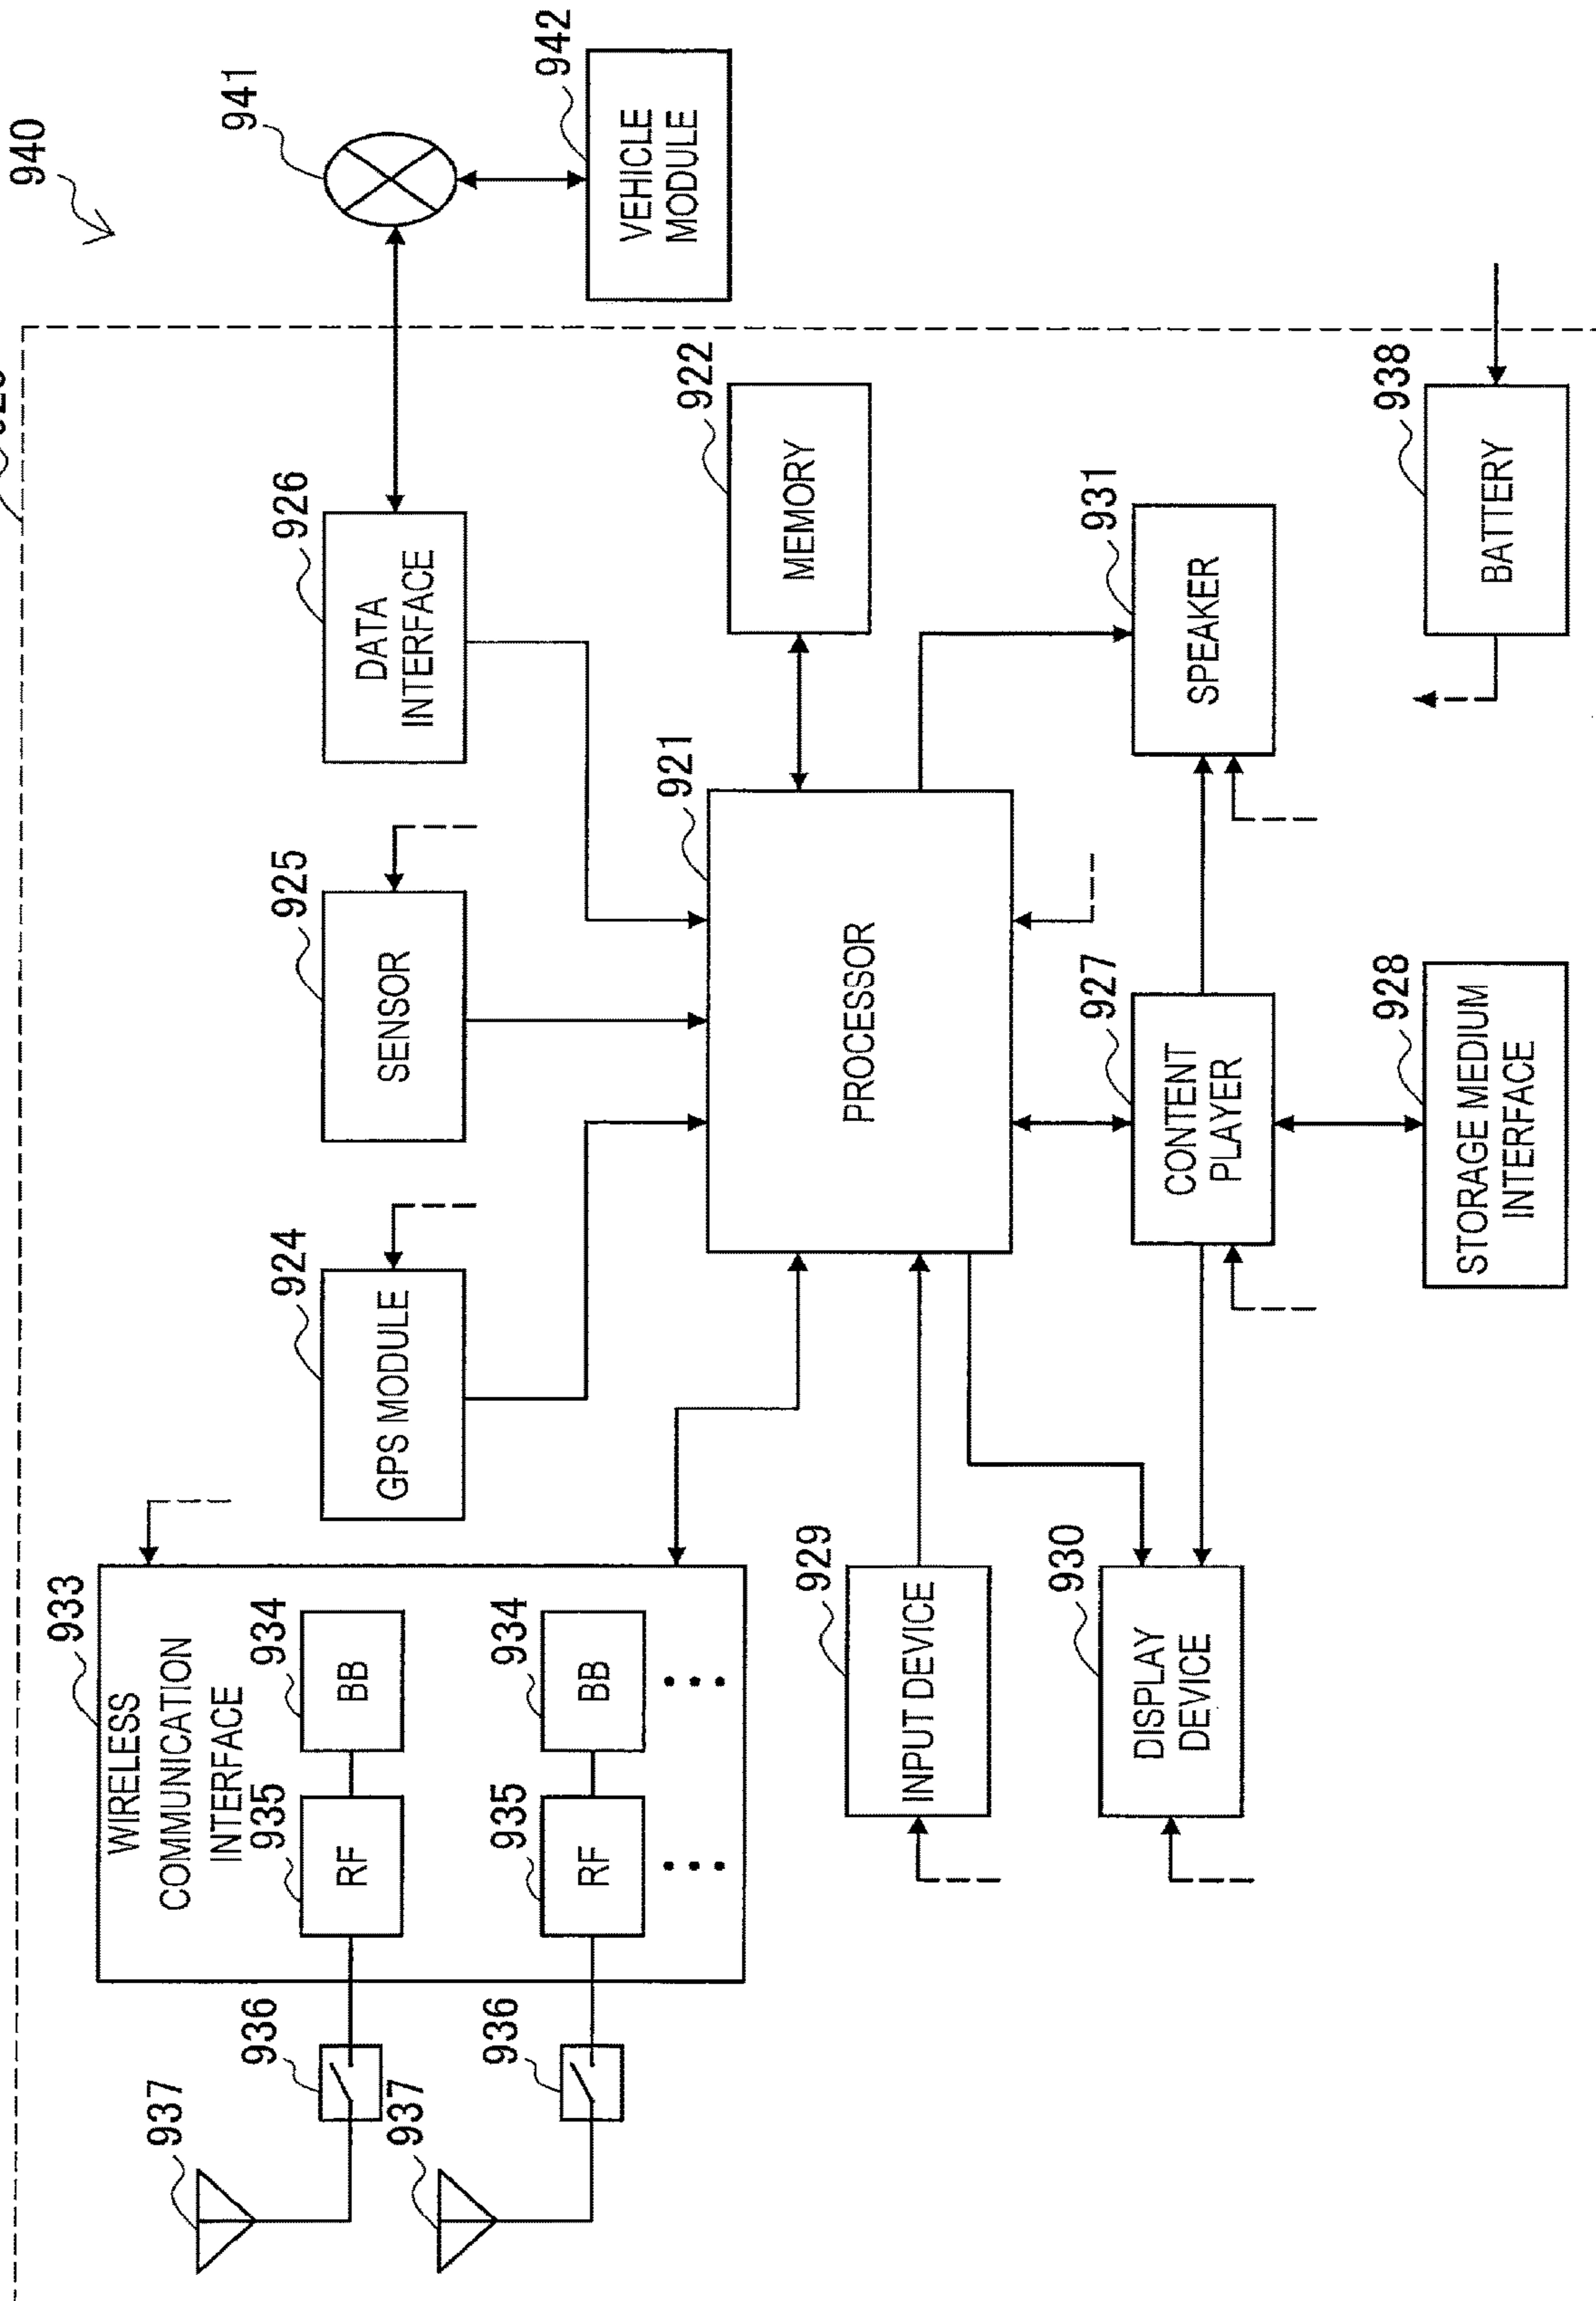 940
933
WIRELESS
COMMUNICATION
INTERFACE
937
936
935
RF
934
BB
937
936
935
RF
934
BB
924
GPS MODULE
925
SENSOR
926
DATA
INTERFACE
941
942
VEHICLE
MODULE
921
PROCESSOR
922
MEMORY
929
INPUT DEVICE
930
DISPLAY
DEVICE
927
CONTENT
PLAYER
931
SPEAKER
928
STORAGE MEDIUM
INTERFACE
938
BATTERY